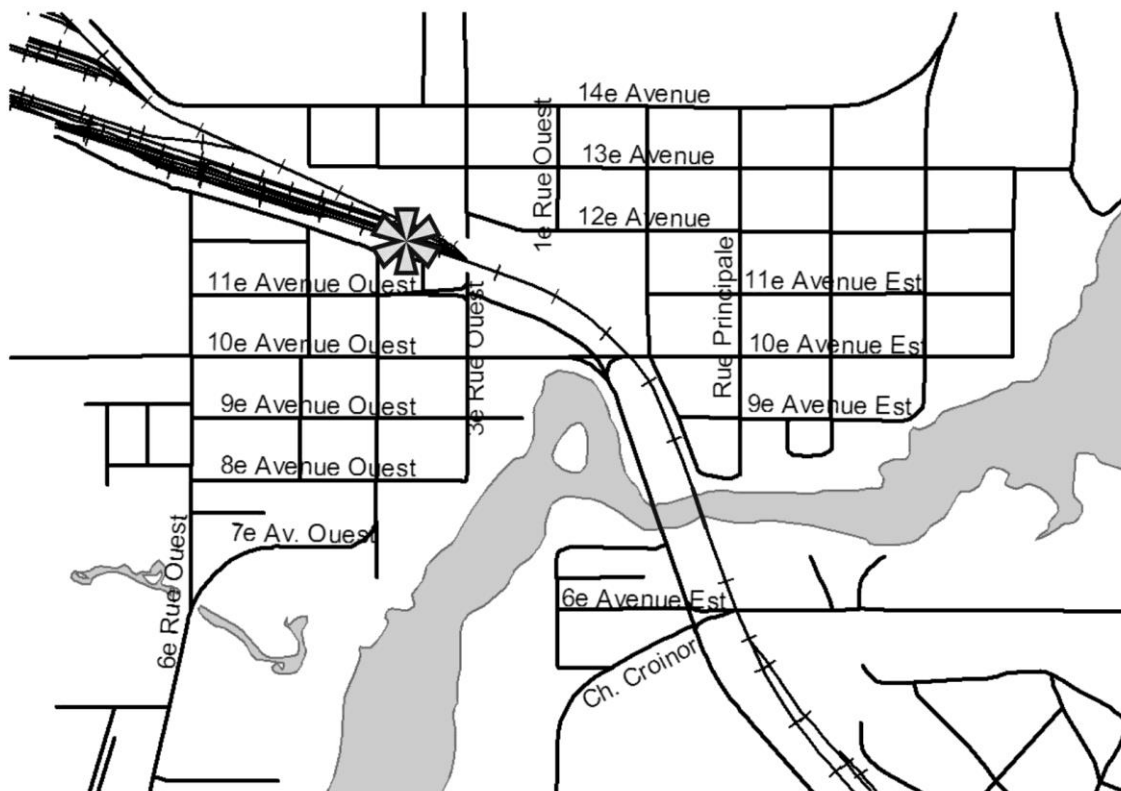 14e Avenue
13e Avenue
1e Rue Ouest
12e Avenue
11e Avenue Ouest
11e Avenue Est
Rue Principale
3e Rue Ouest
10e Avenue Ouest
10e Avenue Est
9e Avenue Ouest
9e Avenue Est
8e Avenue Ouest
7e Av. Ouest
6e Rue Ouest
6e Avenue Est
Ch. Croinor